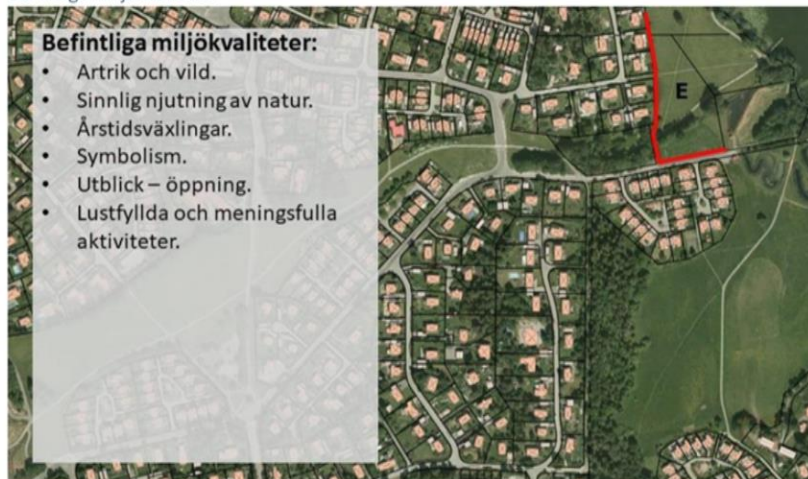 Befintliga miljökvaliteter:
• Artrik och vild.
• Sinnlig njutning av natur.
• Årstidsväxlingar.
• Symbolism.
• Utblick – öppning.
• Lustfyllda och meningsfulla
aktiviteter.
E